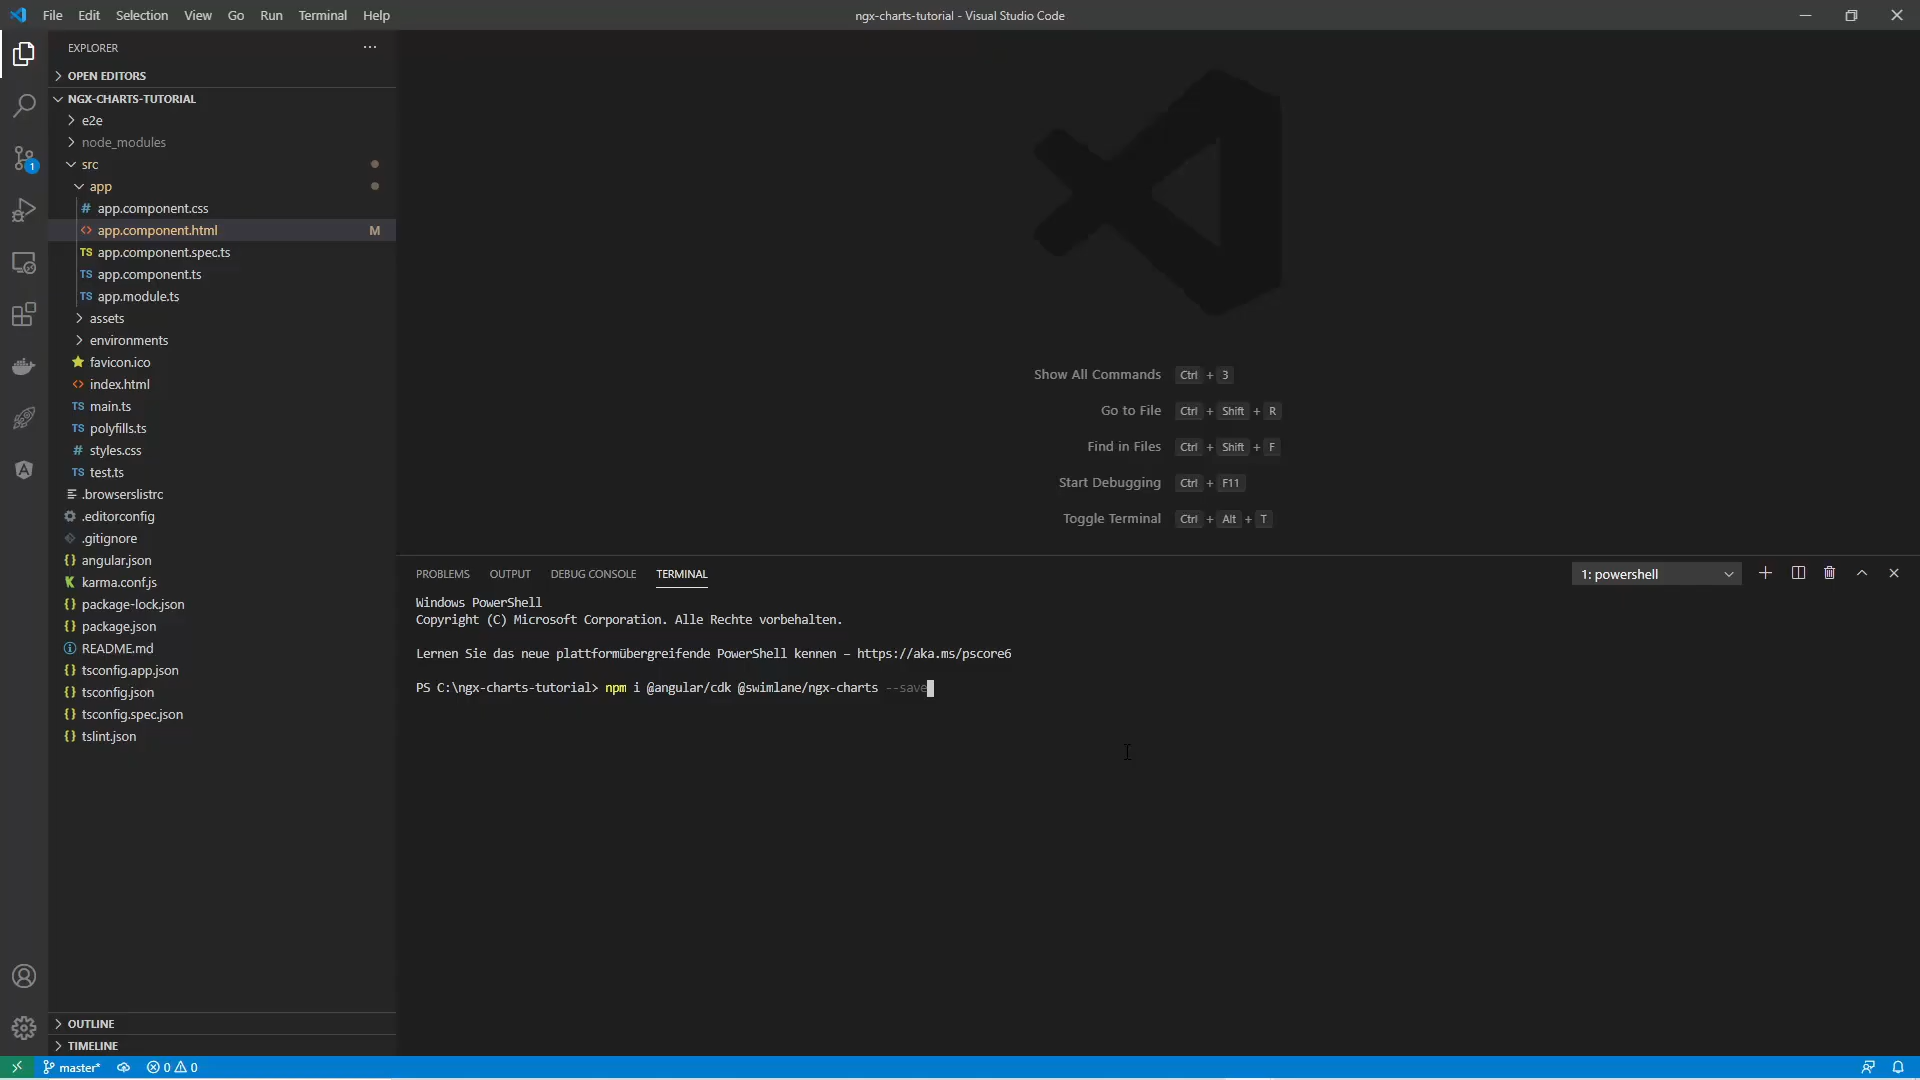 File Edit Selection View Go Run Terminal Help
ngx-charts-tutorial - Visual Studio Code
EXPLORER
OPEN EDITORS
NGX-CHARTS-TUTORIAL
e2e
node_modules
src
app
# app.component.css
<> app.component.html M
TS app.component.spec.ts
TS app.component.ts
TS app.module.ts
assets
environments
favicon.ico
<> index.html
TS main.ts
TS polyfills.ts
# styles.css
TS test.ts
.browserslistrc
.editorconfig
.gitignore
{} angular.json
K karma.conf.js
{} package-lock.json
{} package.json
README.md
{} tsconfig.app.json
{} tsconfig.json
{} tsconfig.spec.json
{} tslint.json
OUTLINE
TIMELINE
1
Show All Commands Ctrl + 3
Go to File Ctrl + Shift + R
Find in Files Ctrl + Shift + F
Start Debugging Ctrl + F11
Toggle Terminal Ctrl + Alt + T
PROBLEMS OUTPUT DEBUG CONSOLE TERMINAL
1: powershell
Windows PowerShell
Copyright (C) Microsoft Corporation. Alle Rechte vorbehalten.
Lernen Sie das neue plattformübergreifende PowerShell kennen – https://aka.ms/pscore6
PS C:\ngx-charts-tutorial> npm i @angular/cdk @swimlane/ngx-charts --save
master* 0 0